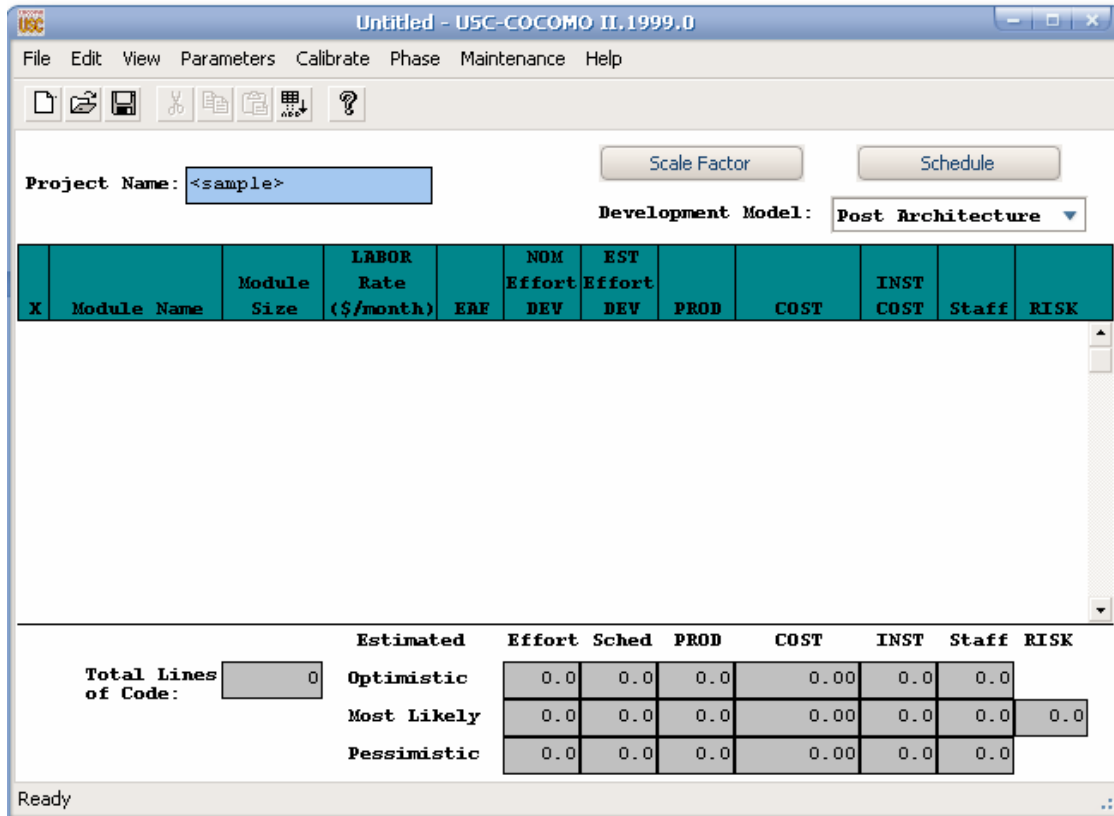 Untitled - USC-COCOMO II.1999.0
File Edit View Parameters Calibrate Phase Maintenance Help
Scale Factor Schedule
Project Name: <sample>
Development Model: Post Architecture
X Module Name Module Size LABOR Rate ($/month) EAF NOM Effort DEV EST Effort DEV PROD COST INST COST Staff RISK
Estimated Effort Sched PROD COST INST Staff RISK
Total Lines of Code: 0 Optimistic 0.0 0.0 0.0 0.00 0.0 0.0
Most Likely 0.0 0.0 0.0 0.00 0.0 0.0 0.0
Pessimistic 0.0 0.0 0.0 0.00 0.0 0.0
Ready